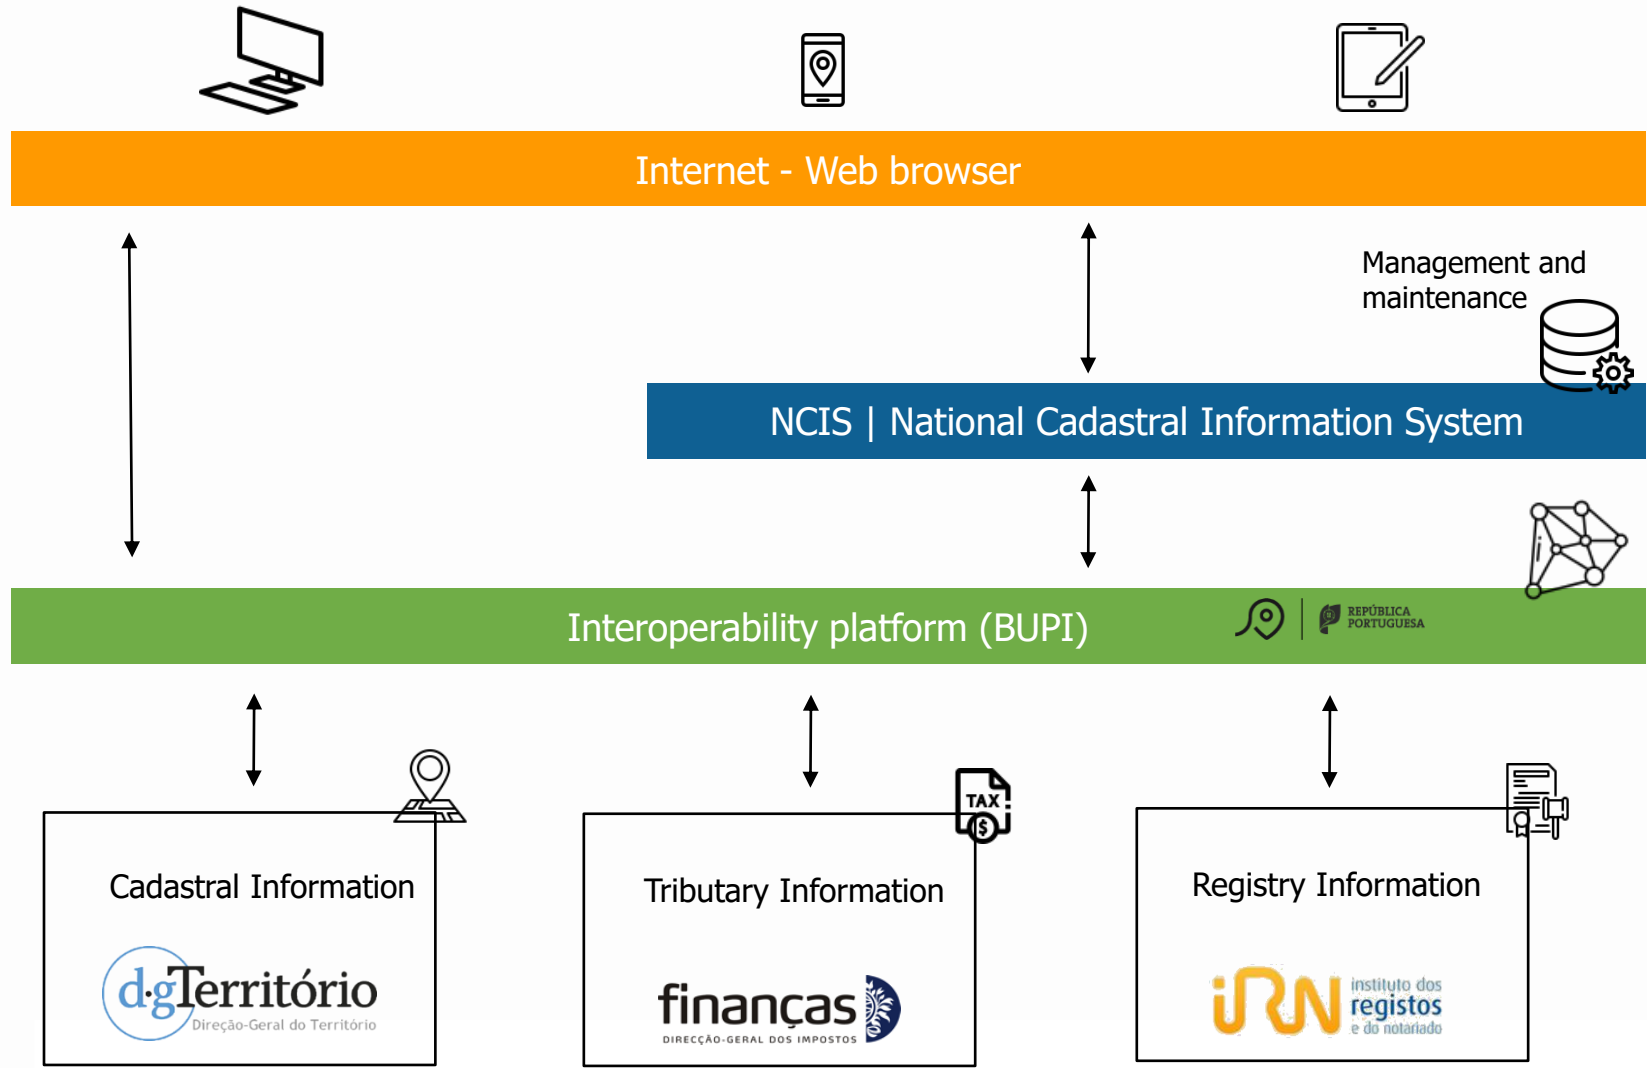 Internet - Web browser
Management and
maintenance
NCIS | National Cadastral Information System
Interoperability platform (BUPI)
REPÚBLICA
PORTUGUESA
TAX
$
Cadastral Information
Tributary Information
Registry Information
d·gTerritório
Direção-Geral do Território
finanças
DIRECÇÃO-GERAL DOS IMPOSTOS
iRN
instituto dos
registos
e do notariado